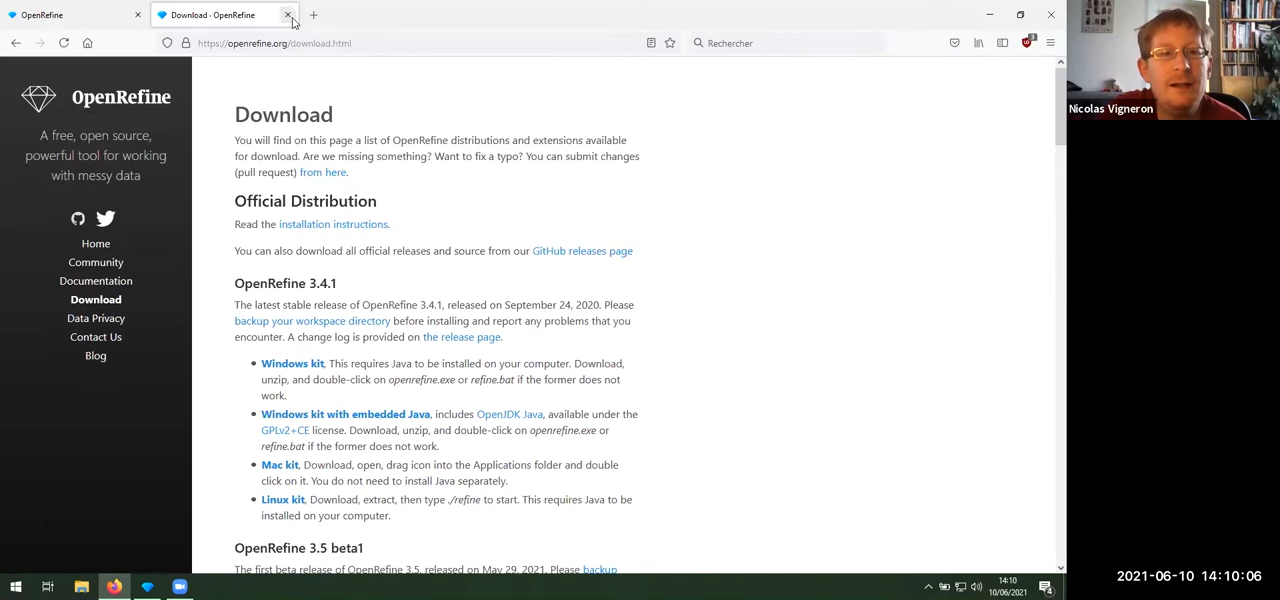 OpenRefine
Download · OpenRefine
https://openrefine.org/download.html
Rechercher
3
OpenRefine
A free, open source,
powerful tool for working
with messy data
Home
Community
Documentation
Download
Data Privacy
Contact Us
Blog
Download
You will find on this page a list of OpenRefine distributions and extensions available
for download. Are we missing something? Want to fix a typo? You can submit changes
(pull request) from here.
Official Distribution
Read the installation instructions.
You can also download all official releases and source from our GitHub releases page
OpenRefine 3.4.1
The latest stable release of OpenRefine 3.4.1, released on September 24, 2020. Please
backup your workspace directory before installing and report any problems that you
encounter. A change log is provided on the release page.
• Windows kit, This requires Java to be installed on your computer. Download,
unzip, and double-click on openrefine.exe or refine.bat if the former does not
work.
• Windows kit with embedded Java, includes OpenJDK Java, available under the
GPLv2+CE license. Download, unzip, and double-click on openrefine.exe or
refine.bat if the former does not work.
• Mac kit, Download, open, drag icon into the Applications folder and double
click on it. You do not need to install Java separately.
• Linux kit, Download, extract, then type ./refine to start. This requires Java to be
installed on your computer.
OpenRefine 3.5 beta1
The first beta release of OpenRefine 3.5, released on May 29, 2021. Please backup
Nicolas Vigneron
14:10
10/06/2021
4
2021-06-10 14:10:06